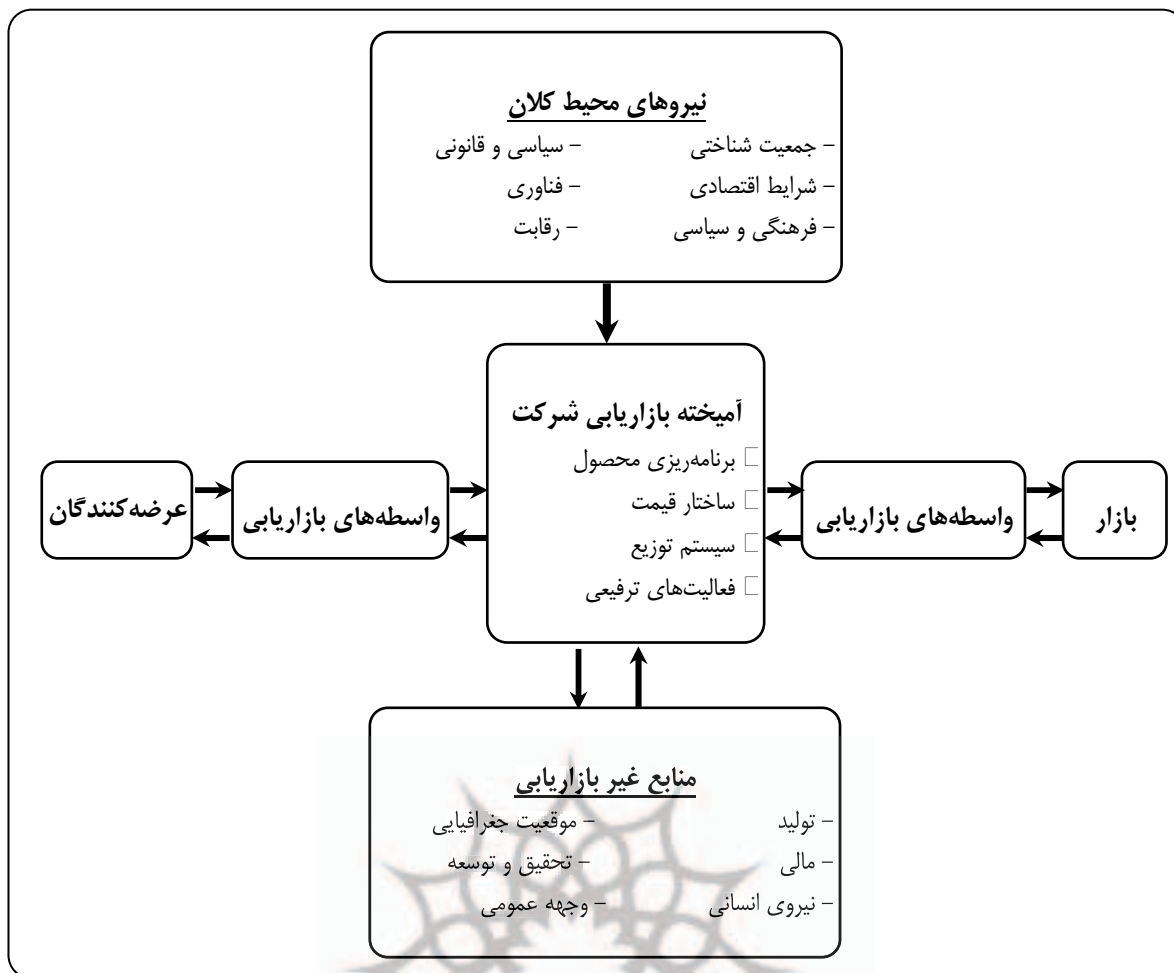 نیروهای محیط کلان
– جمعیت شناختی – سیاسی و قانونی
– شرایط اقتصادی – فناوری
– فرهنگی و سیاسی – رقابت
آمیخته بازاریابی شرکت
□ برنامه‌ریزی محصول
□ ساختار قیمت
□ سیستم توزیع
□ فعالیت‌های ترفیعی
بازار
واسطه‌های بازاریابی
واسطه‌های بازاریابی
عرضه‌کنندگان
منابع غیر بازاریابی
– تولید – موقعیت جغرافیایی
– مالی – تحقیق و توسعه
– نیروی انسانی – وجهه عمومی